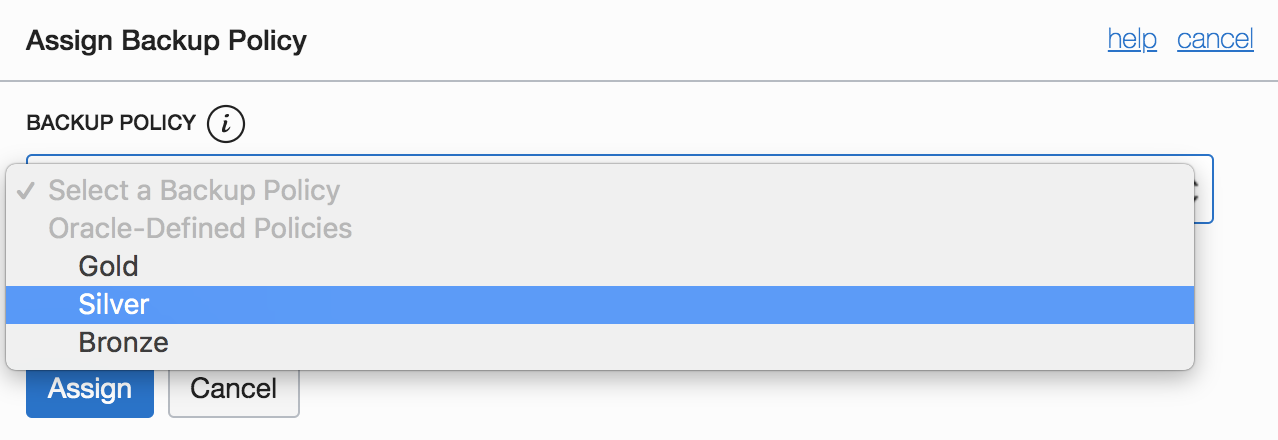 Assign Backup Policy help cancel
BACKUP POLICY i
✓ Select a Backup Policy
Oracle-Defined Policies
Gold
Silver
Bronze
Assign Cancel